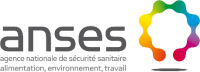 anses
agence nationale de sécurité sanitaire
alimentation, environnement, travail